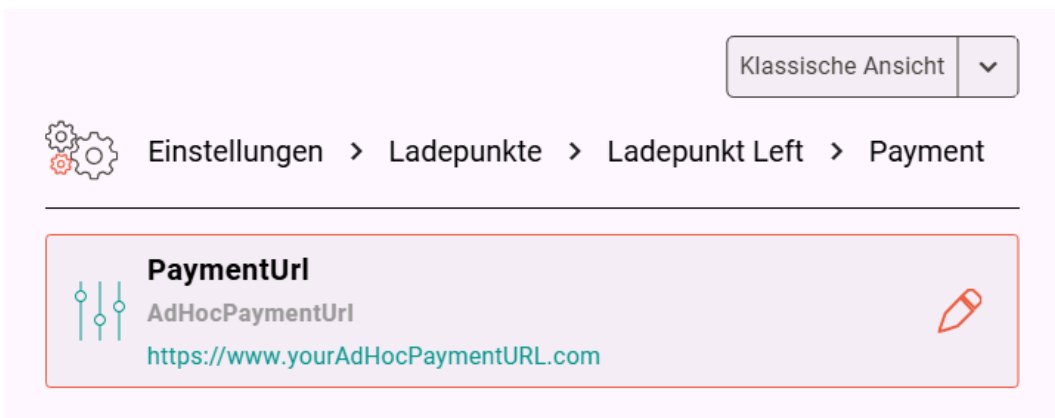 Klassische Ansicht
Einstellungen > Ladepunkte > Ladepunkt Left > Payment
PaymentUrl
AdHocPaymentUrl
https://www.yourAdHocPaymentURL.com